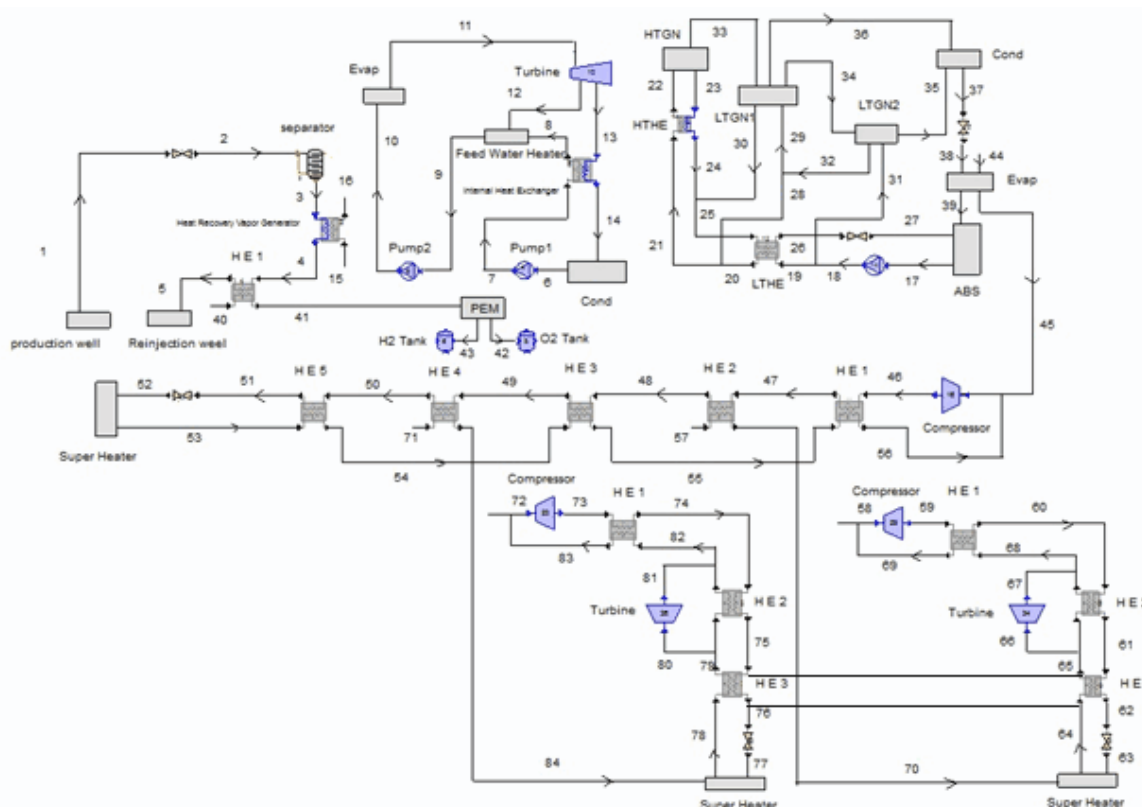 11
33
36
HTGN
Cond
Evap
Turbine
22
23
34
35
37
12
LTGN1
LTGN2
2
separator
10
8
13
HTHE
29
Feed Water Heater
24
30
32
38
44
3
16
9
Internal Heat Exchanger
28
31
Evap
39
Heat Recovery Vapor Generator
14
25
27
1
4
15
Pump2
7
Pump1
6
21
26
H E 1
20
19
18
17
5
Cond
LTHE
ABS
40
41
PEM
45
production well
Reinjection weel
H2 Tank
43
42
O2 Tank
52
51
H E 5
50
H E 4
49
H E 3
48
H E 2
47
H E 1
46
53
71
57
Compressor
Super Heater
54
55
56
Compressor
H E 1
Compressor
H E 1
72
73
74
58
59
60
83
82
69
68
81
67
H E 2
H E
Turbine
Turbine
75
61
80
79
66
65
H E 3
H E
76
62
78
64
84
77
70
63
Super Heater
Super Heater